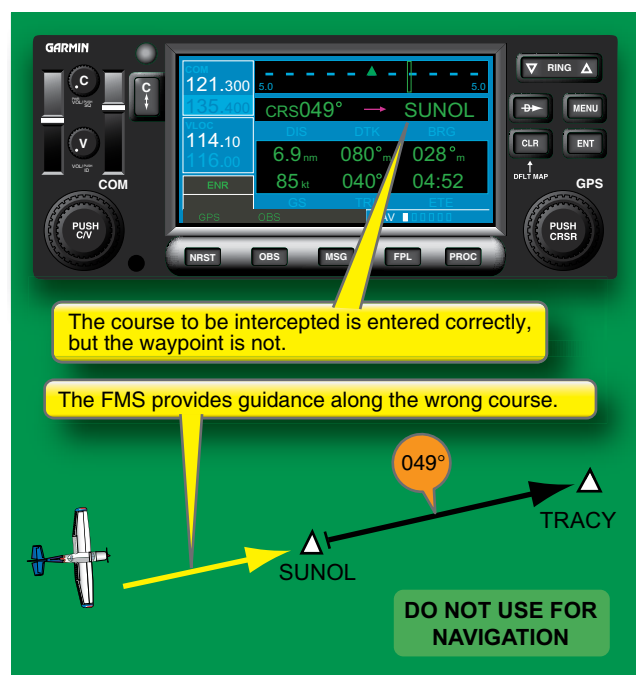 GARMIN
COM
121.300
135.400
VLOC
114.10
116.00
ENR
GPS OBS
5.0 5.0
CRS049° → SUNOL
DIS DTK BRG
6.9nm 080°m 028°m
85kt 040° 04:52
GS ETE
C
C
V
COM
PUSH
C/V
RING
D
MENU
CLR
ENT
DFLT MAP
GPS
PUSH
CRSR
NRST
OBS
MSG
FPL
PROC
The course to be intercepted is entered correctly,
but the waypoint is not.
The FMS provides guidance along the wrong course.
049°
TRACY
SUNOL
DO NOT USE FOR
NAVIGATION